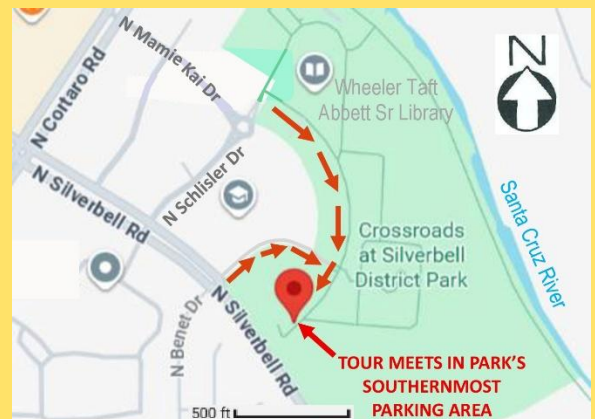 N Mamie Kai Dr
N
N Cortaro Rd
Wheeler Taft
Abbett Sr Library
N Schlisler Dr
N Silverbell Rd
Santa Cruz River
Crossroads
at Silverbell
District Park
N Benet Dr
N Silverbell Rd
TOUR MEETS IN PARK'S
SOUTHERNMOST
PARKING AREA
500 ft